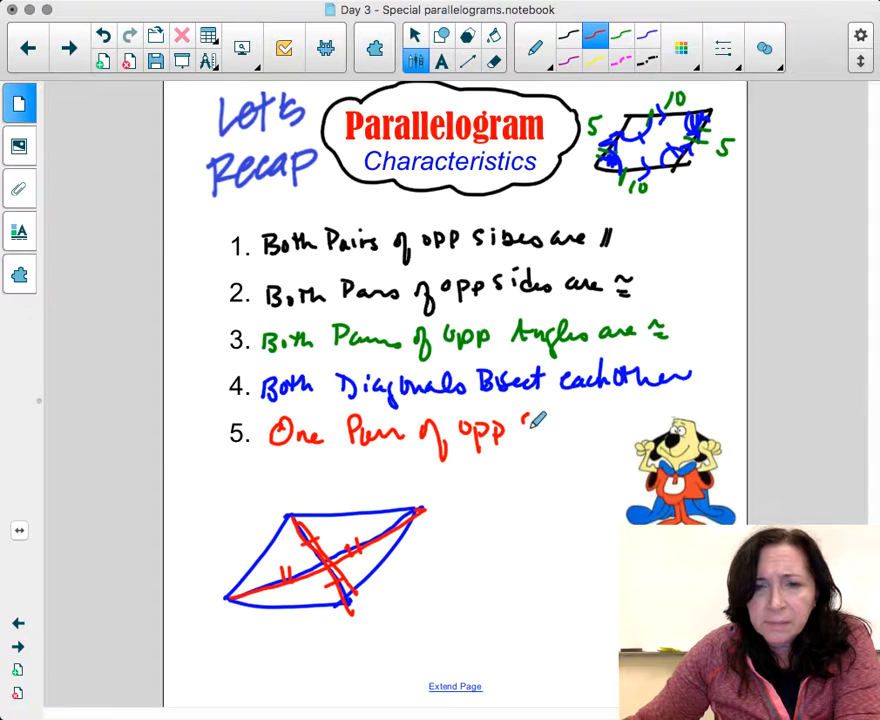 Day 3 - Special parallelograms.notebook
Let's
Recap
Parallelogram
Characteristics
10
5
5
10
1. Both Pairs of opp sides are //
2. Both Pars of opp sides are ≅
3. Both Pairs of opp Angles are ≅
4. Both Diagonals Bisect each other
5. One Pair of opp s
Extend Page